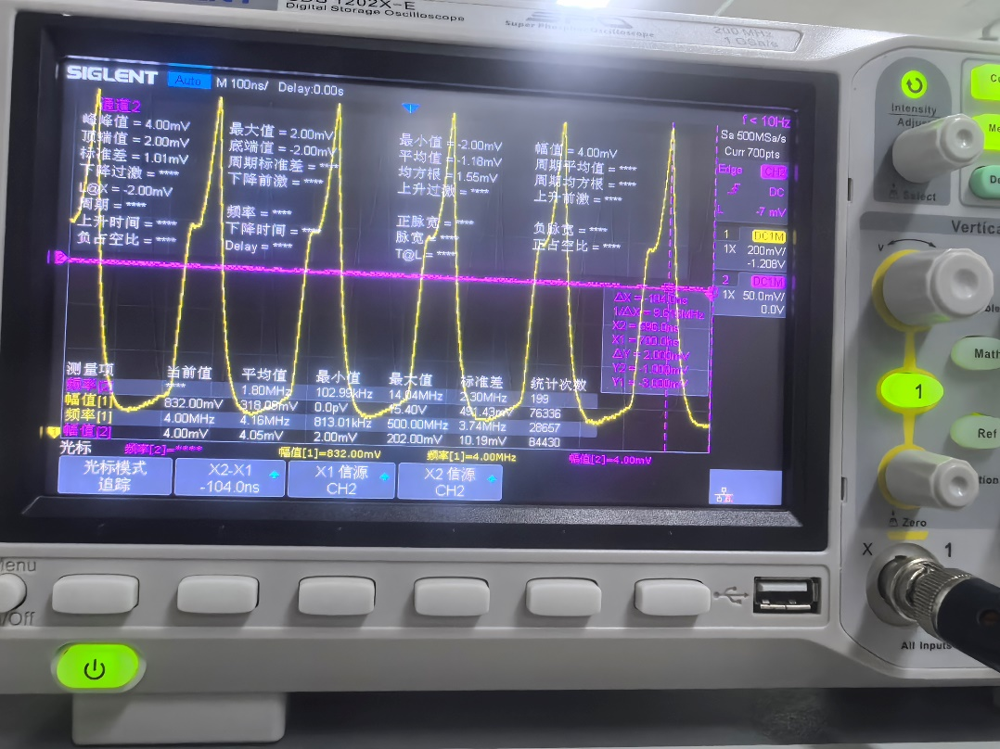 1202X-E
Digital Storage Oscilloscope
Super Phosphor Oscilloscope
200 MHz
1 GSa/s
SIGLENT
Auto
M 100ns/
Delay:0.00s
f < 10Hz
Sa 500MSa/s
Curr 700pts
Edge CH2
DC
L -7 mV
1 DC1M
1X 200mV/
-1.208V
2 DC1M
1X 50.0mV/
0.0V
通道2
峰峰值 = 4.00mV
顶端值 = 2.00mV
标准差 = 1.01mV
下降过激 = ****
L@X = -2.00mV
周期 = ****
上升时间 = ****
负占空比 = ****
最大值 = 2.00mV
底端值 = -2.00mV
周期标准差 = ****
下降前激 = ****
频率 = ****
下降时间 = ****
Delay = ****
最小值 = -2.00mV
平均值 = -1.18mV
均方根 = 1.55mV
上升过激 = ****
正脉宽 = ****
脉宽 = ****
T@L = ****
幅值 = 4.00mV
周期平均值 = ****
周期均方根 = ****
上升前激 = ****
负脉宽 = ****
正占空比 = ****
2
ΔX = -104.0ns
X2 = 596.0ns
X1 = 700.0ns
ΔY = 2.000mV
测量项 当前值 平均值 最小值 最大值 标准差 统计次数
频率[2] **** 1.80MHz 102.99kHz 14.04MHz 2.30MHz 199
幅值[1] 832.00mV 318.08mV 0.0pV 15.40V 491.43mV 76336
频率[1] 4.00MHz 4.16MHz 813.01kHz 500.00MHz 3.74MHz 28657
幅值[2] 4.00mV 4.05mV 2.00mV 202.00mV 10.19mV 84430
光标
频率[2]=****
幅值[1]=832.00mV
频率[1]=4.00MHz
幅值[2]=4.00mV
光标模式
追踪
X2-X1
-104.0ns
X1 信源
CH2
X2 信源
CH2
Intensity
Adjust
Select
Vertica
V
Math
1
Ref
Zero
X
1
All Inputs
Menu
/Off